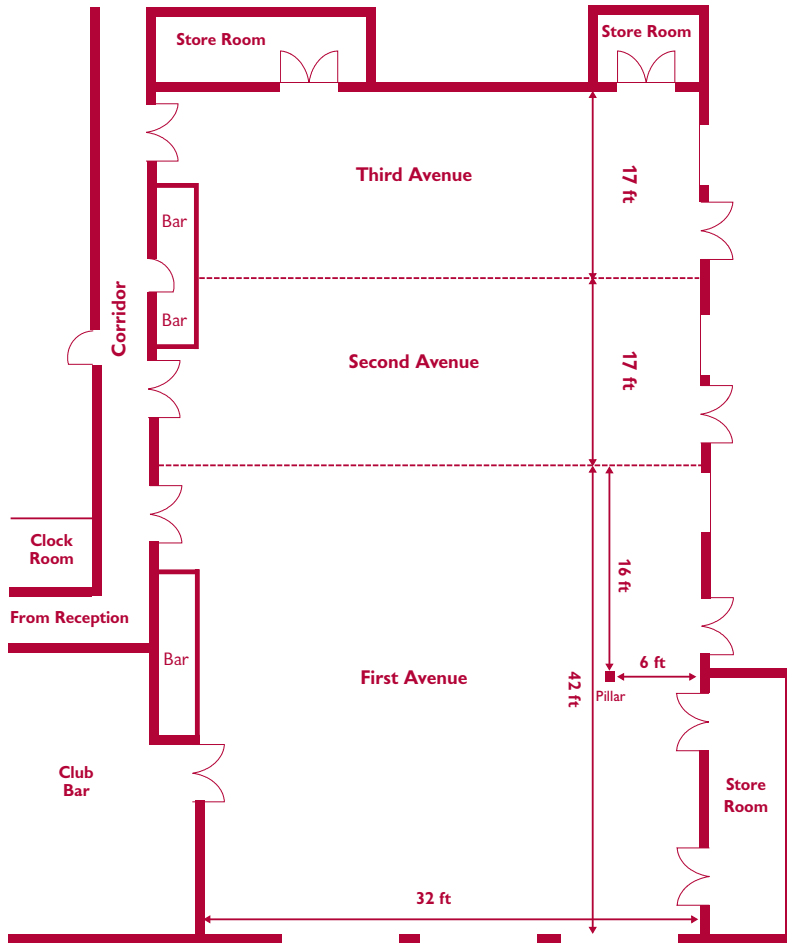 Store Room
Store Room
Third Avenue
17 ft
Bar
Corridor
Bar
Second Avenue
17 ft
Clock
Room
16 ft
From Reception
Bar
First Avenue
42 ft
6 ft
Pillar
Club
Bar
Store
Room
32 ft